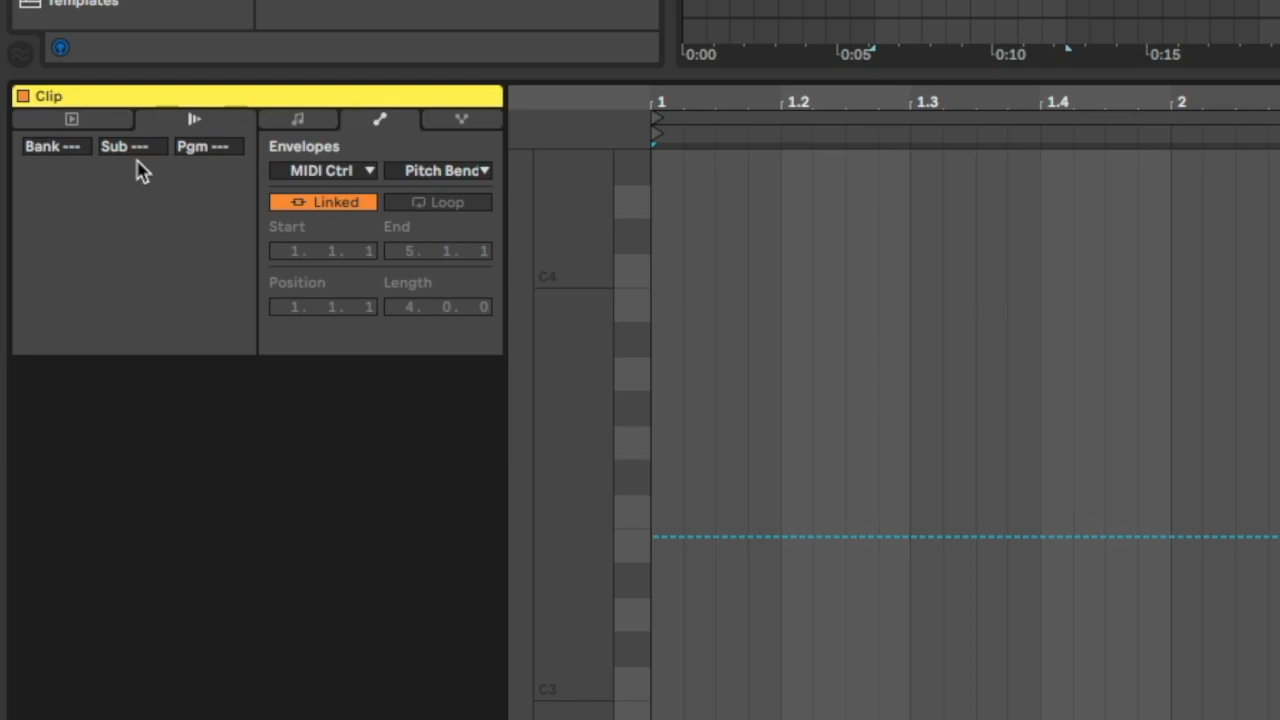 Templates
0:00 0:05 0:10 0:15
Clip
1 1.2 1.3 1.4 2
Bank --- Sub --- Pgm ---
Envelopes
MIDI Ctrl Pitch Bend
Linked Loop
Start End
1. 1. 1 5. 1. 1
Position Length
1. 1. 1 4. 0. 0
C4
C3